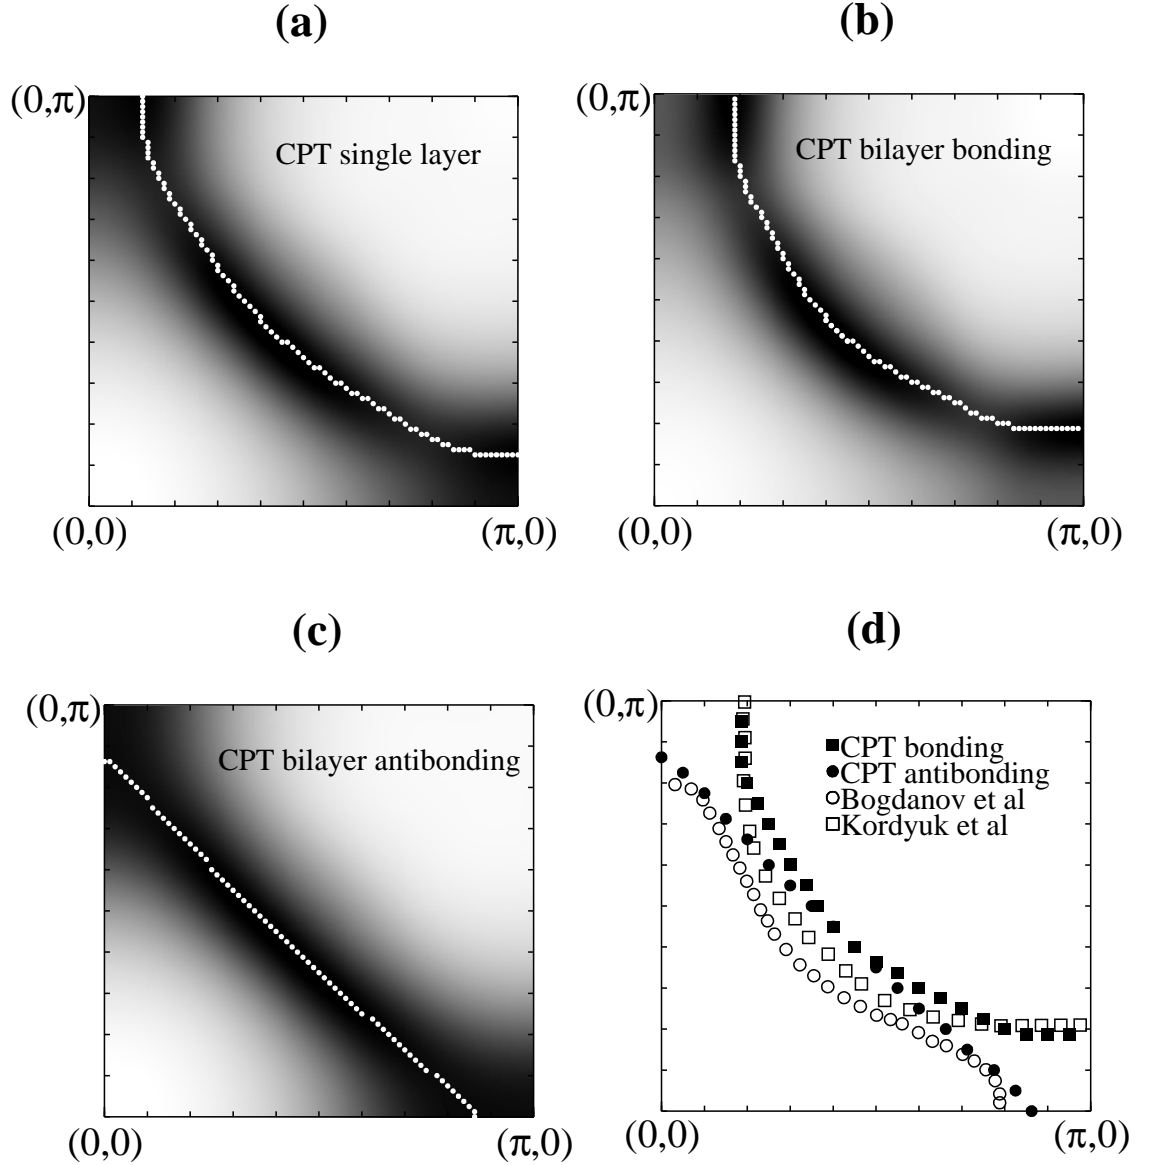 (a)
(b)
(0,π)
CPT single layer
(0,0)
(π,0)
(0,π)
CPT bilayer bonding
(0,0)
(π,0)
(c)
(d)
(0,π)
CPT bilayer antibonding
(0,0)
(π,0)
(0,π)
CPT bonding
CPT antibonding
Bogdanov et al
Kordyuk et al
(0,0)
(π,0)